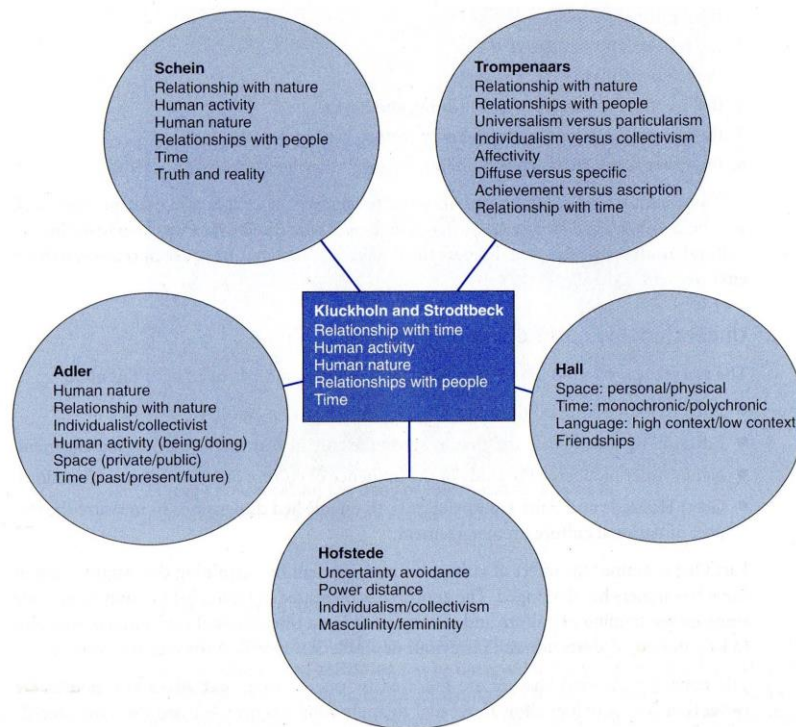 Schein
Relationship with nature
Human activity
Human nature
Relationships with people
Time
Truth and reality
Trompenaars
Relationship with nature
Relationships with people
Universalism versus particularism
Individualism versus collectivism
Affectivity
Diffuse versus specific
Achievement versus ascription
Relationship with time
Kluckholn and Strodtbeck
Relationship with time
Human activity
Human nature
Relationships with people
Time
Adler
Human nature
Relationship with nature
Individualist/collectivist
Human activity (being/doing)
Space (private/public)
Time (past/present/future)
Hall
Space: personal/physical
Time: monochronic/polychronic
Language: high context/low context
Friendships
Hofstede
Uncertainty avoidance
Power distance
Individualism/collectivism
Masculinity/femininity